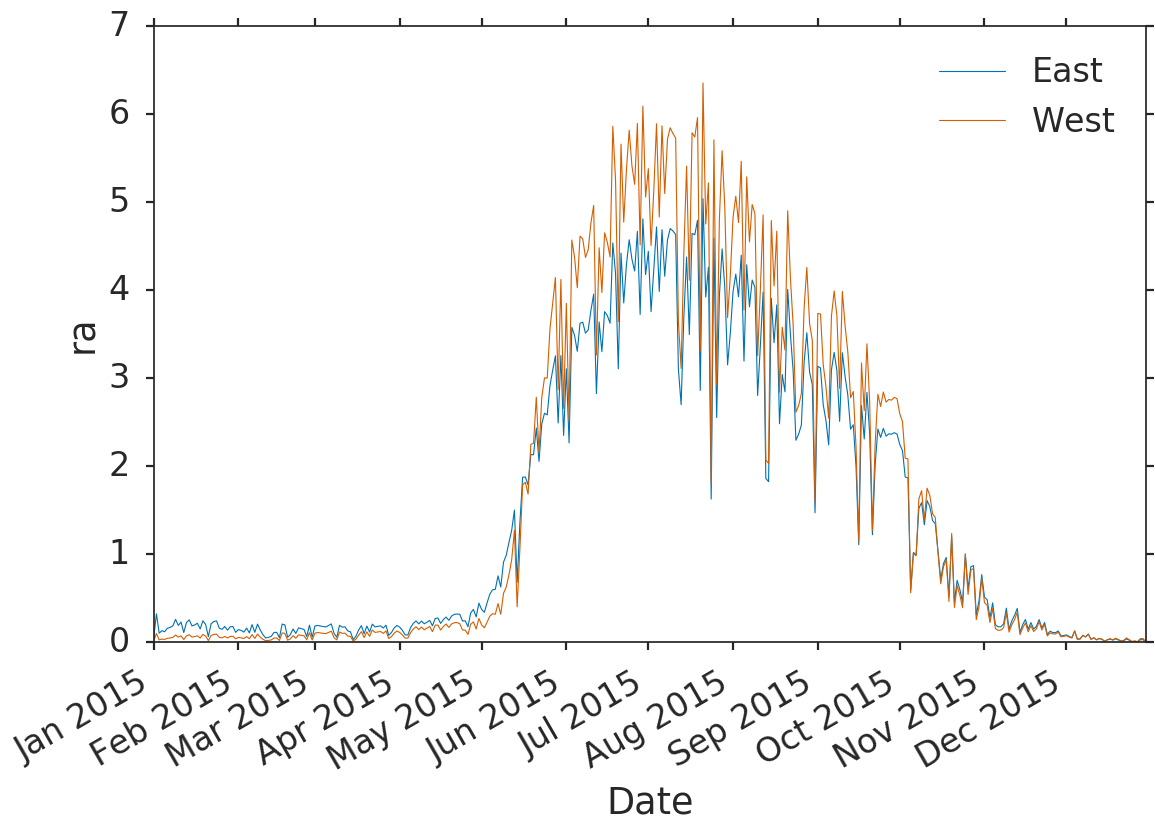 7
6
5
4
3
2
1
0
ra
East
West
Jan 2015
Feb 2015
Mar 2015
Apr 2015
May 2015
Jun 2015
Jul 2015
Aug 2015
Sep 2015
Oct 2015
Nov 2015
Dec 2015
Date